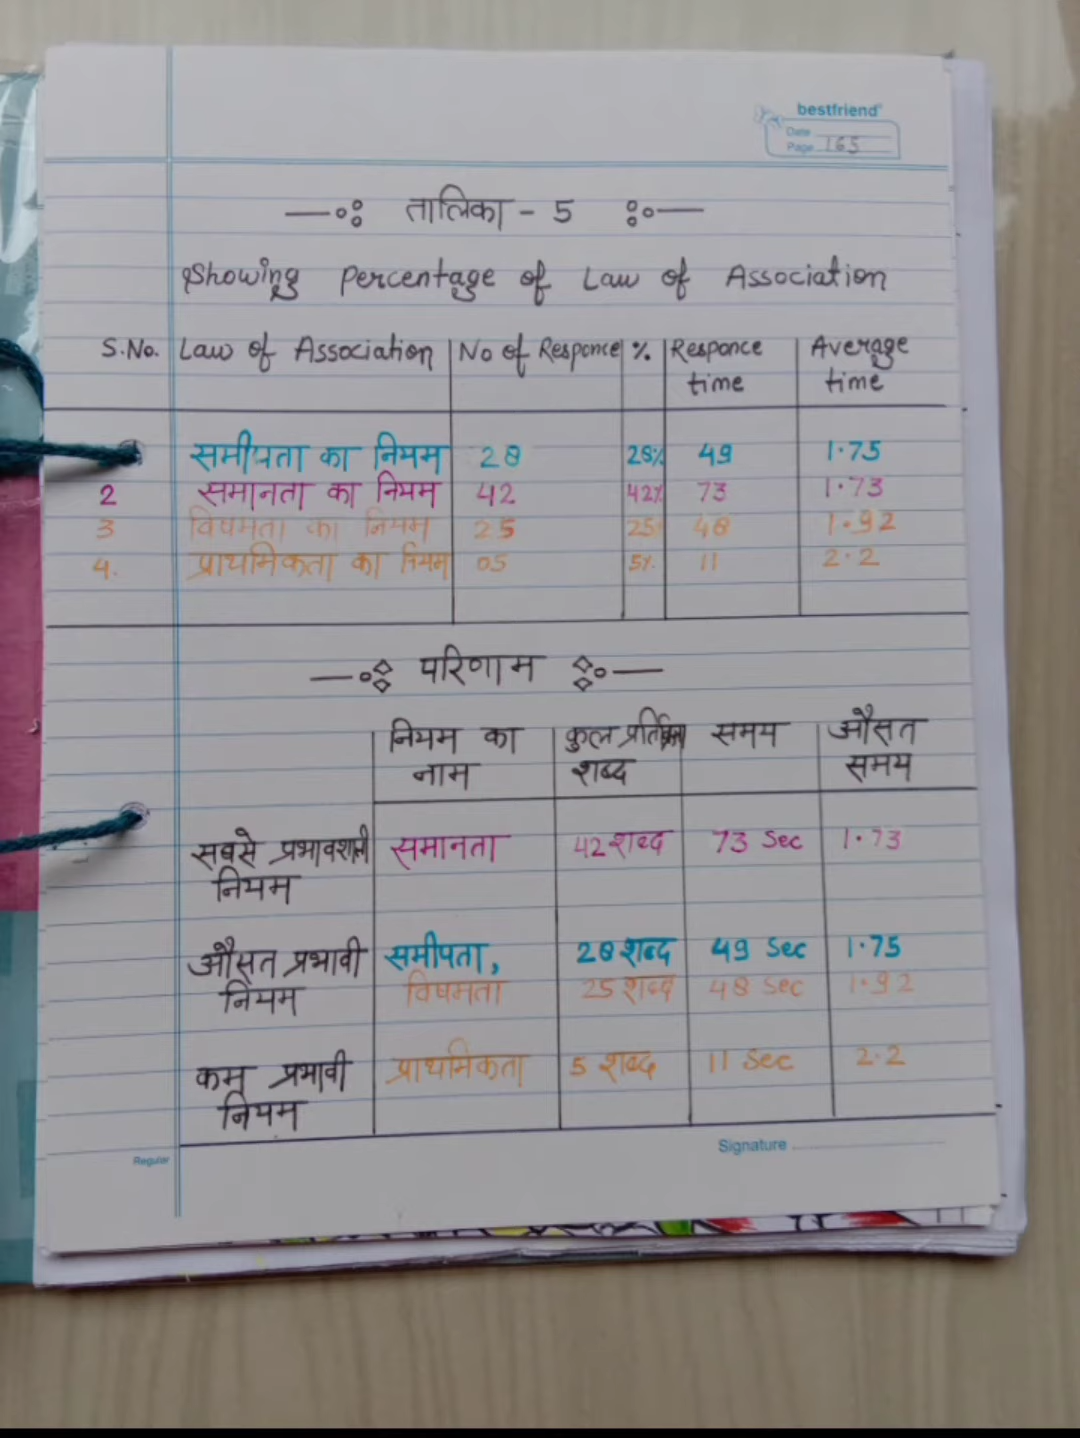 bestfriend
Date
Page 165
तालिका - 5
Showing Percentage of Law of Association
S.No. Law of Association No of Responce % Responce time Average time
समीपता का नियम 28 28% 49 1.75
2 समानता का नियम 42 42% 73 1.73
3 विषमता का नियम 25 25% 48 1.92
4. प्राथमिकता का नियम 05 5% 11 2.2
परिणाम
नियम का कुल समय औसत
नाम शब्द समय
सबसे प्रभावशाली समानता 42 शब्द 73 Sec 1.73
नियम
औसत प्रभावी समीपता, 28 शब्द 49 Sec 1.75
नियम विषमता 25 शब्द 48 Sec 1.92
कम प्रभावी प्राथमिकता 5 शब्द 11 Sec 2.2
नियम
Regular
Signature